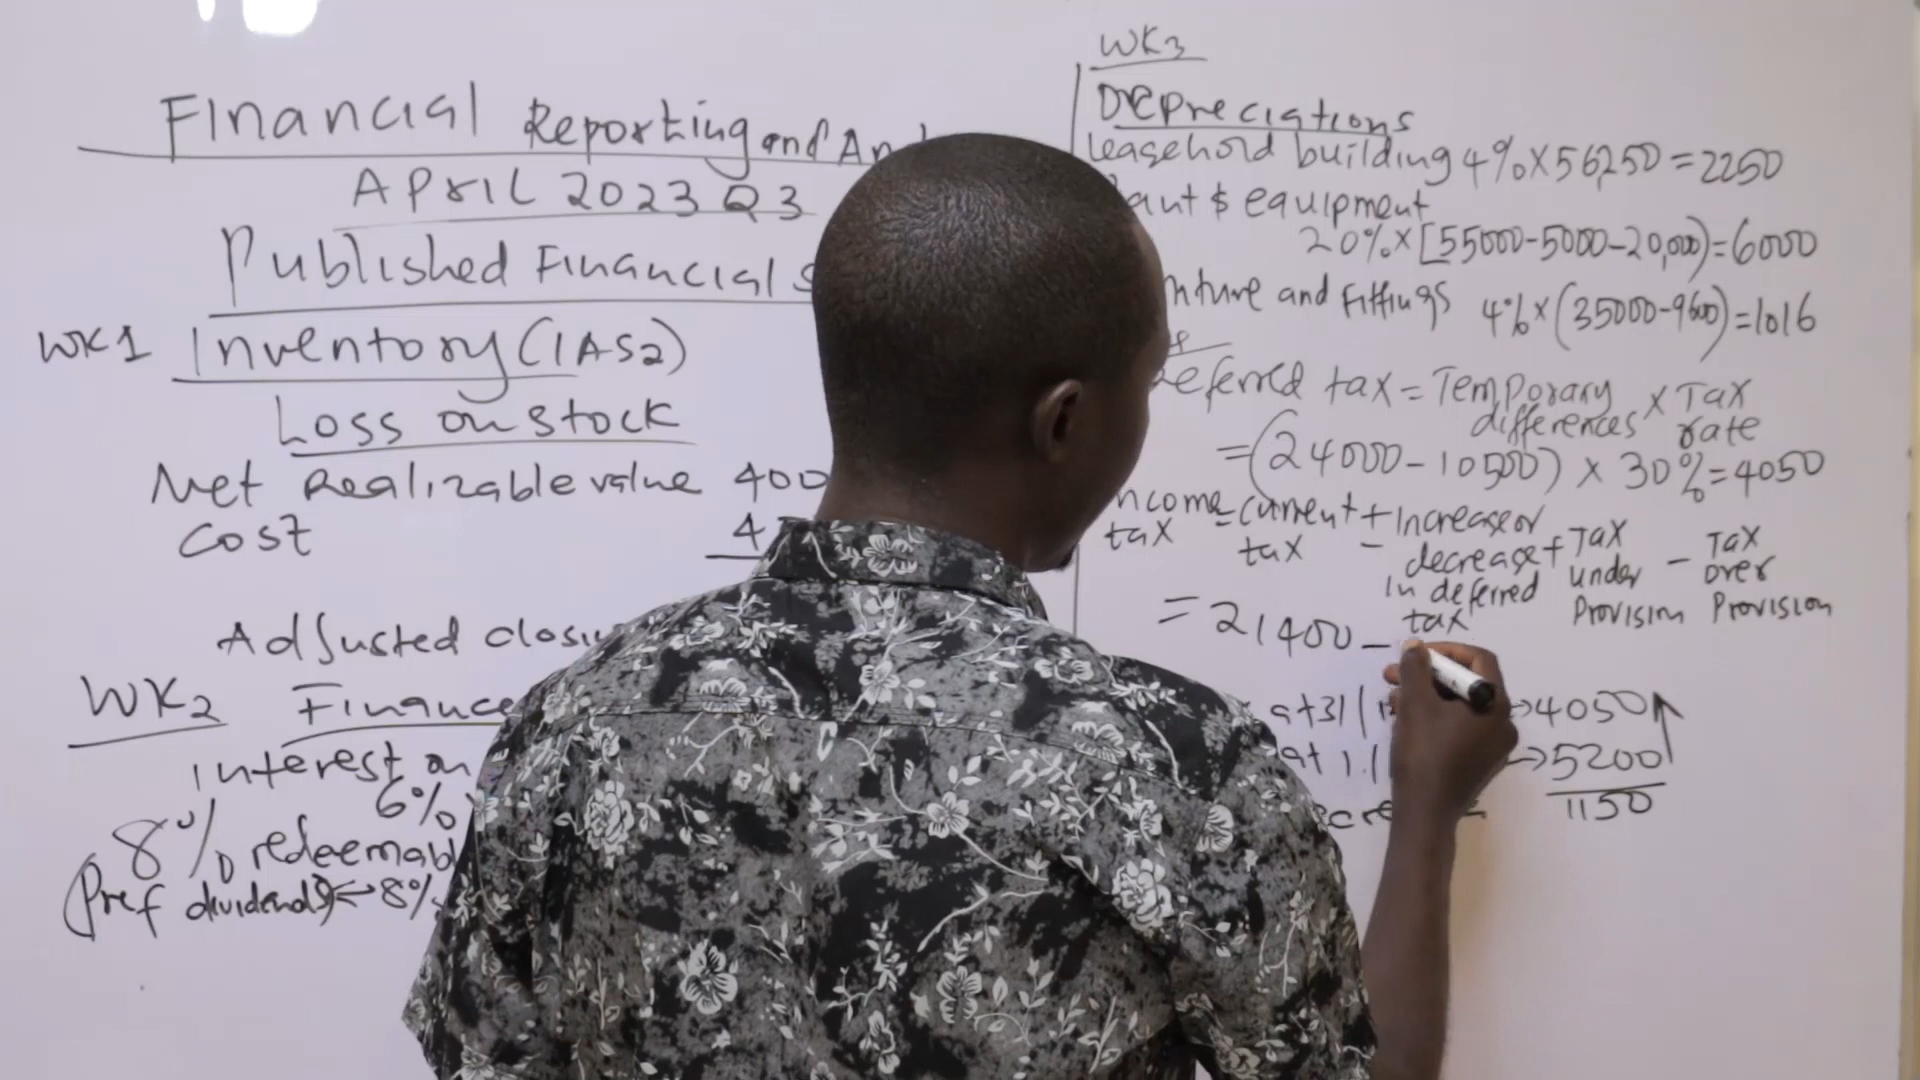 Financial Reporting and An
APRIL 2023 Q3
Published Financial S
WK1 Inventory (IAS2)
Loss on stock
Net Realizable value 400
Cost 4
Adjusted closi
WK2 Finance
Interest on
6%
8% redeemabl
(Pref dividends) ← 8%
WK3
Depreciations
Leasehold building 4% X 56,250 = 2250
ant & equipment
20% X [55000-5000-20,000) = 6000
niture and Fittings 4% X (35000-9600) = 1016
eferred tax = Temporary differences X Tax rate
= (24000 - 10500) X 30% = 4050
ncome tax = current tax + - Increase or decrease in deferred tax + Tax under Provision - Tax over Provision
= 21400 -
at 31/1 → 4050
at 1.1 → 5200
1150